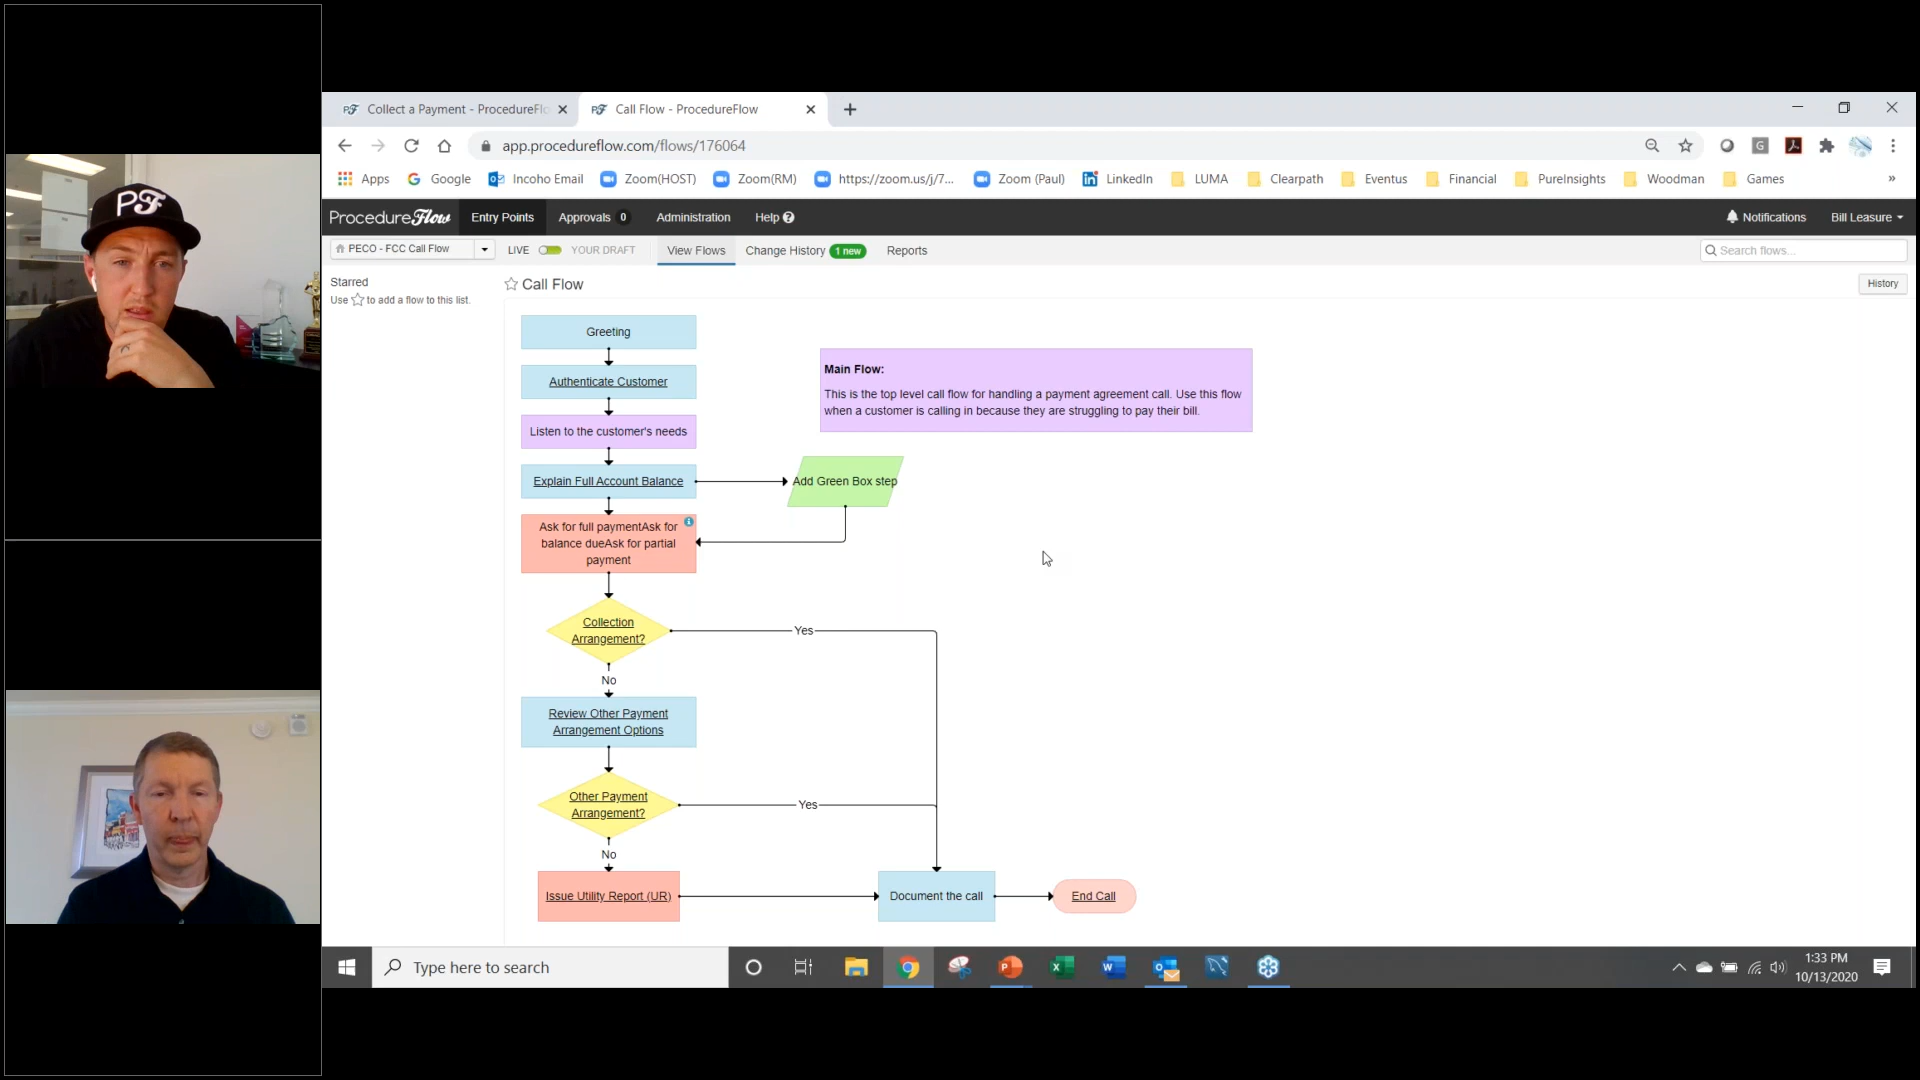 PSF
Collect a Payment - ProcedureFlo
Call Flow - ProcedureFlow
app.procedureflow.com/flows/176064
Apps
Google
Incoho Email
Zoom(HOST)
Zoom(RM)
https://zoom.us/j/7...
Zoom (Paul)
LinkedIn
LUMA
Clearpath
Eventus
Financial
PureInsights
Woodman
Games
»
ProcedureFlow
Entry Points
Approvals 0
Administration
Help ?
Notifications
Bill Leasure
PECO - FCC Call Flow
LIVE
YOUR DRAFT
View Flows
Change History 1 new
Reports
Search flows...
Starred
Use ☆ to add a flow to this list.
Call Flow
History
Greeting
Authenticate Customer
Listen to the customer's needs
Explain Full Account Balance
Add Green Box step
Main Flow:
This is the top level call flow for handling a payment agreement call. Use this flow
when a customer is calling in because they are struggling to pay their bill.
Ask for full paymentAsk for
balance dueAsk for partial
payment
Collection
Arrangement?
Yes
No
Review Other Payment
Arrangement Options
Other Payment
Arrangement?
Yes
No
Issue Utility Report (UR)
Document the call
End Call
Type here to search
1:33 PM
10/13/2020